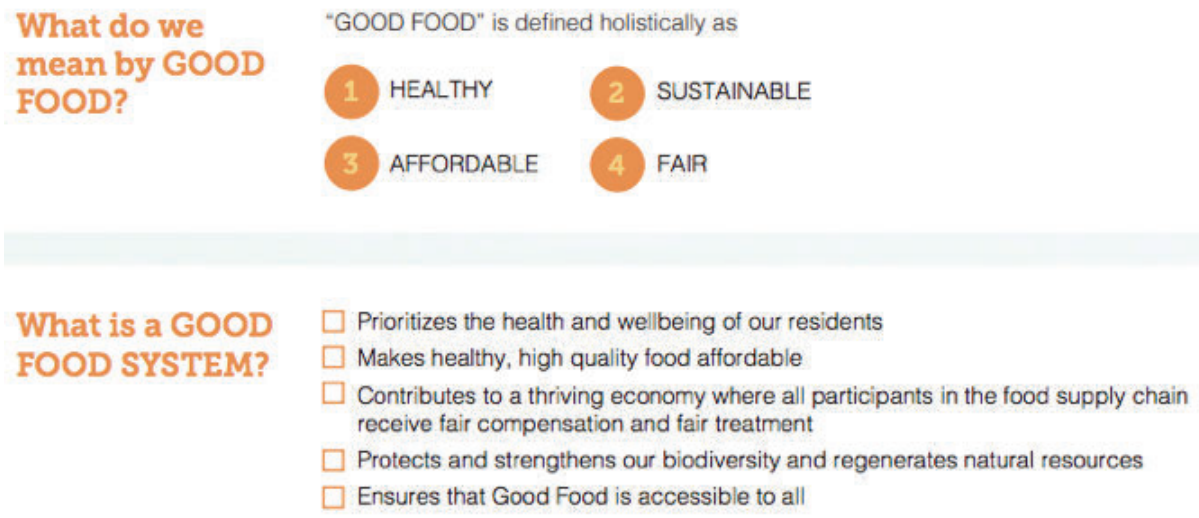 What do we
mean by GOOD
FOOD?
“GOOD FOOD” is defined holistically as
1 HEALTHY
2 SUSTAINABLE
3 AFFORDABLE
4 FAIR
What is a GOOD
FOOD SYSTEM?
Prioritizes the health and wellbeing of our residents
Makes healthy, high quality food affordable
Contributes to a thriving economy where all participants in the food supply chain
receive fair compensation and fair treatment
Protects and strengthens our biodiversity and regenerates natural resources
Ensures that Good Food is accessible to all